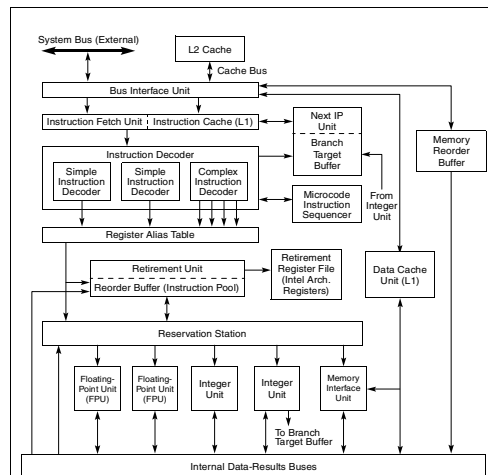 System Bus (External)
L2 Cache
Cache Bus
Bus Interface Unit
Instruction Fetch Unit
Instruction Cache (L1)
Next IP
Unit
Branch
Target
Buffer
Memory
Reorder
Buffer
Instruction Decoder
Simple
Instruction
Decoder
Simple
Instruction
Decoder
Complex
Instruction
Decoder
Microcode
Instruction
Sequencer
From
Integer
Unit
Register Alias Table
Retirement Unit
Reorder Buffer (Instruction Pool)
Retirement
Register File
(Intel Arch.
Registers)
Data Cache
Unit (L1)
Reservation Station
Floating-
Point Unit
(FPU)
Floating-
Point Unit
(FPU)
Integer
Unit
Integer
Unit
Memory
Interface
Unit
To Branch
Target Buffer
Internal Data-Results Buses